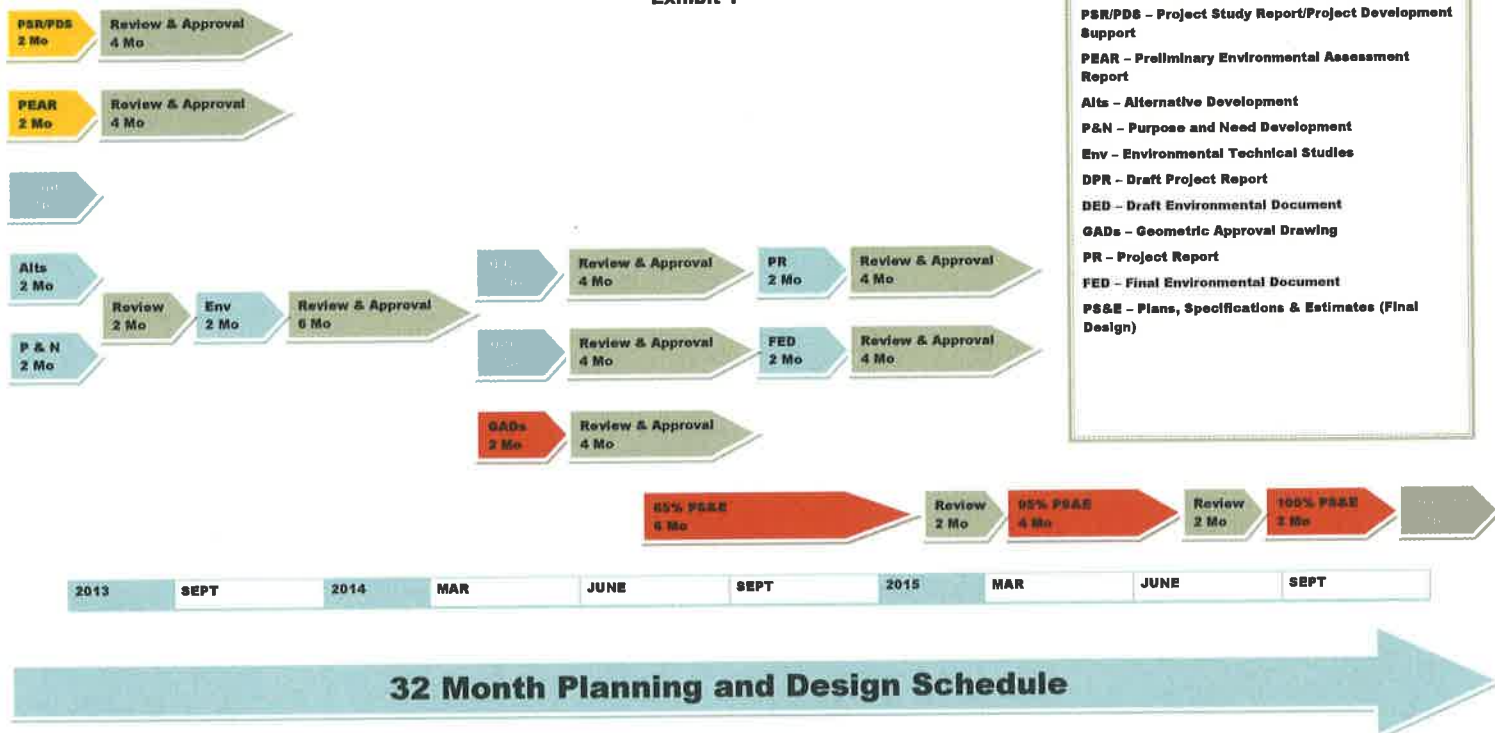 Exhibit 1
PSR/PDS
2 Mo
Review & Approval
4 Mo
PEAR
2 Mo
Review & Approval
4 Mo
Alts
2 Mo
P & N
2 Mo
Review
2 Mo
Env
2 Mo
Review & Approval
6 Mo
Review & Approval
4 Mo
PR
2 Mo
Review & Approval
4 Mo
Review & Approval
4 Mo
FED
2 Mo
Review & Approval
4 Mo
GADs
2 Mo
Review & Approval
4 Mo
65% PS&E
6 Mo
Review
2 Mo
95% PS&E
4 Mo
Review
2 Mo
100% PS&E
2 Mo
PSR/PDS – Project Study Report/Project Development
Support
PEAR – Preliminary Environmental Assessment
Report
Alts – Alternative Development
P&N – Purpose and Need Development
Env – Environmental Technical Studies
DPR – Draft Project Report
DED – Draft Environmental Document
GADs – Geometric Approval Drawing
PR – Project Report
FED – Final Environmental Document
PS&E – Plans, Specifications & Estimates (Final
Design)
2013 SEPT 2014 MAR JUNE SEPT 2015 MAR JUNE SEPT
32 Month Planning and Design Schedule